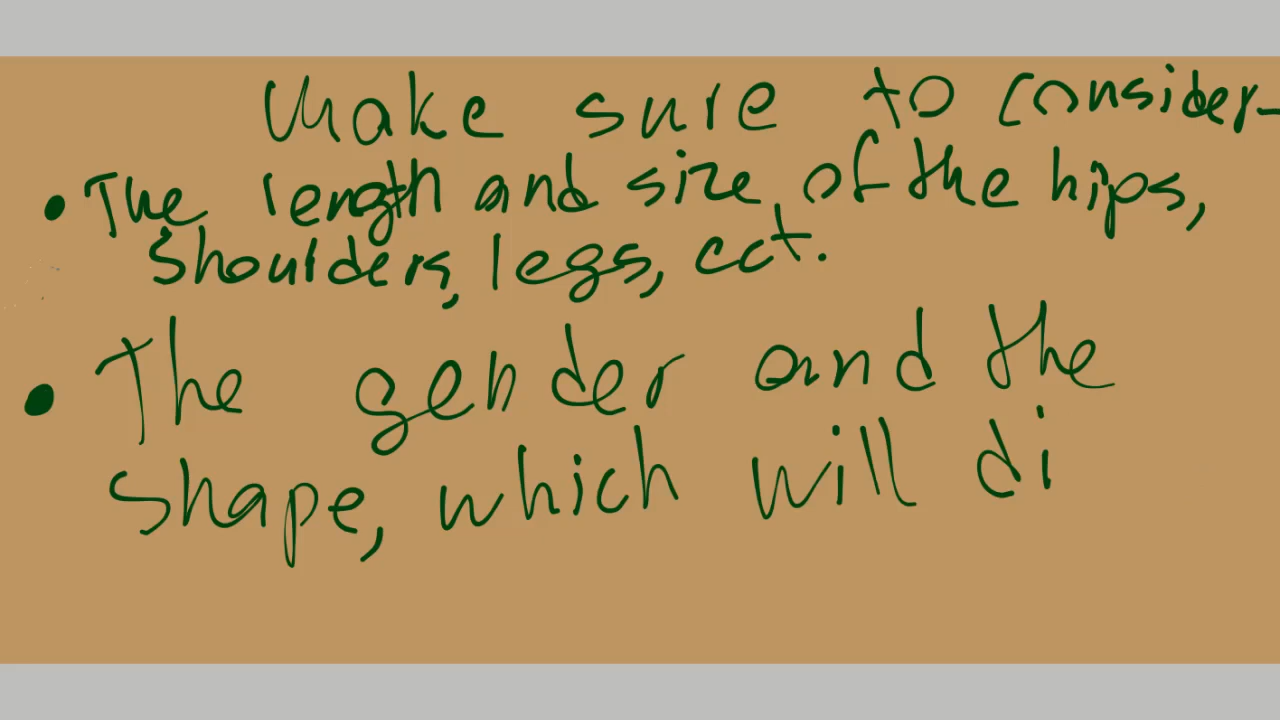 Make sure to consider-
• The length and size of the hips,
shoulders, legs, ect.
• The gender and the
shape, which will di